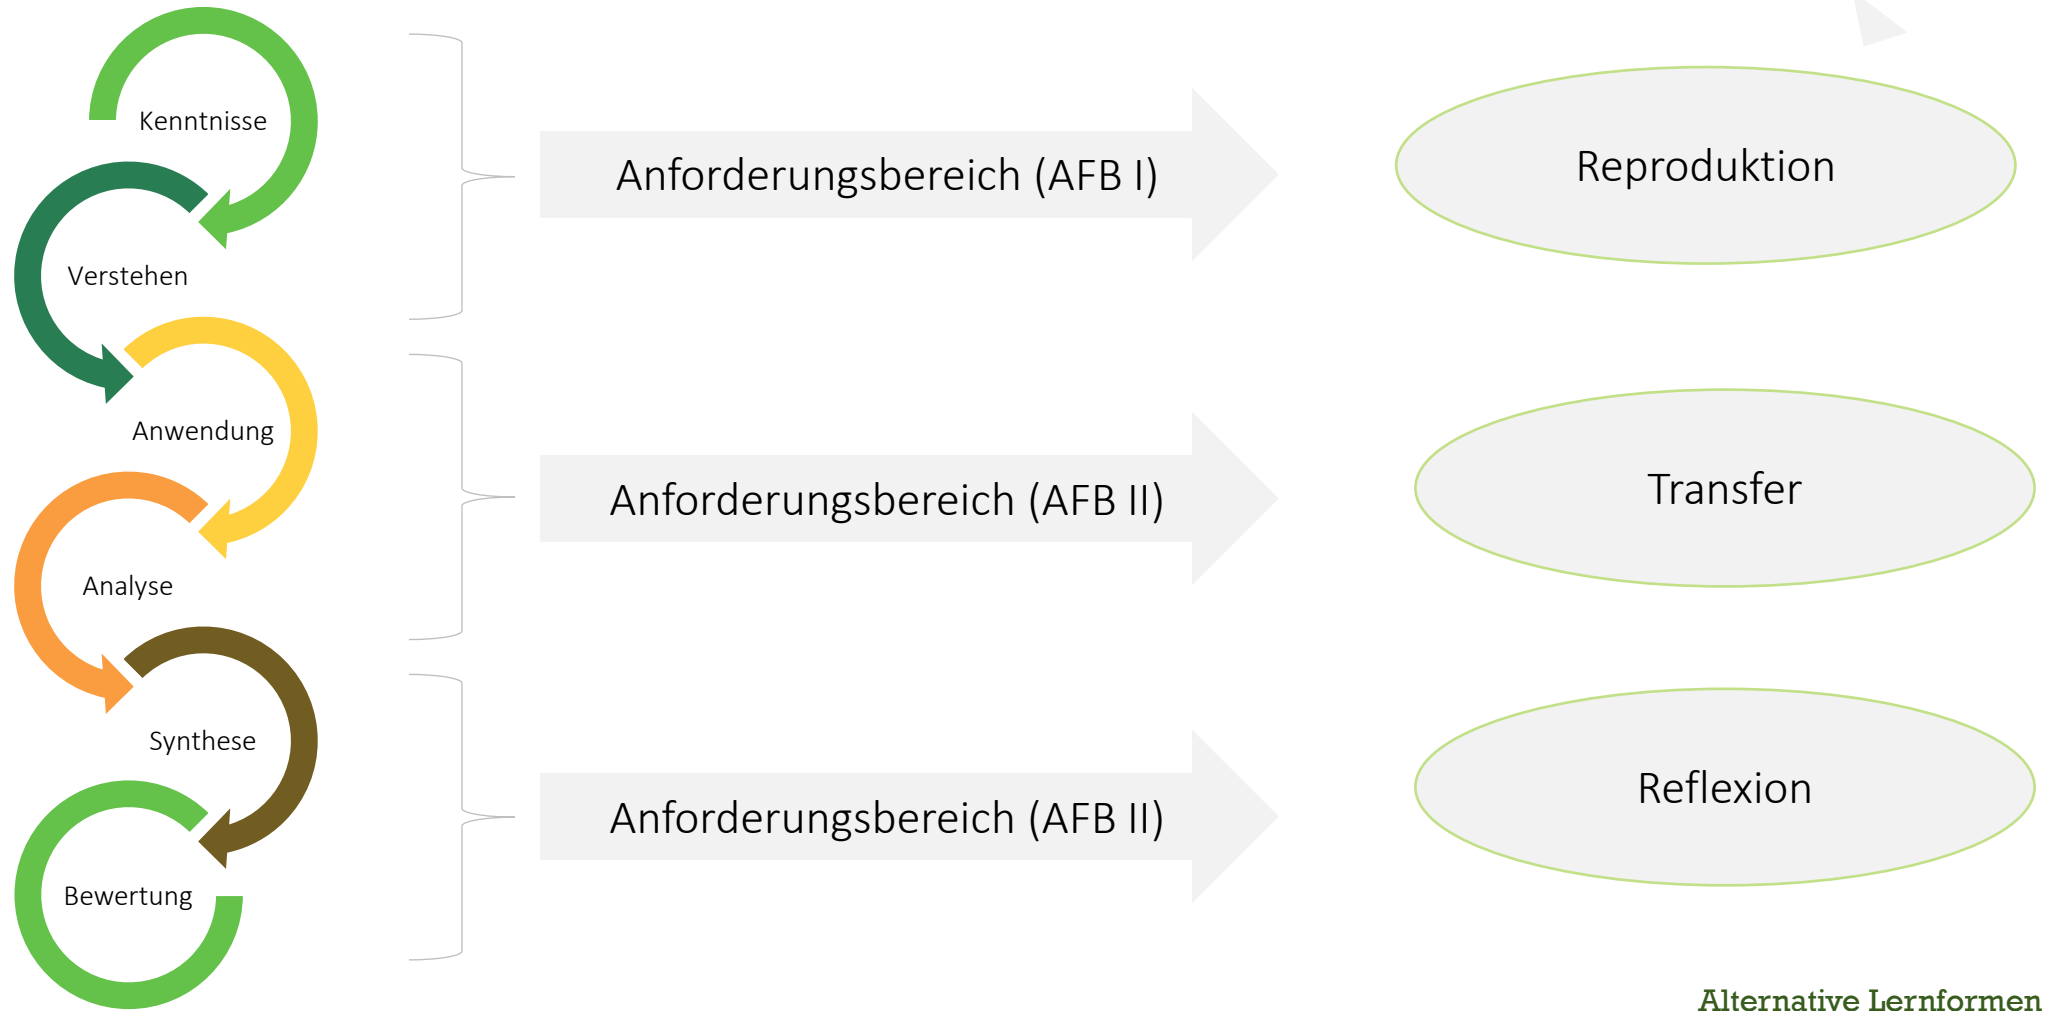 Kenntnisse
Verstehen
Anwendung
Analyse
Synthese
Bewertung
Anforderungsbereich (AFB I)
Anforderungsbereich (AFB II)
Anforderungsbereich (AFB II)
Reproduktion
Transfer
Reflexion
Alternative Lernformen